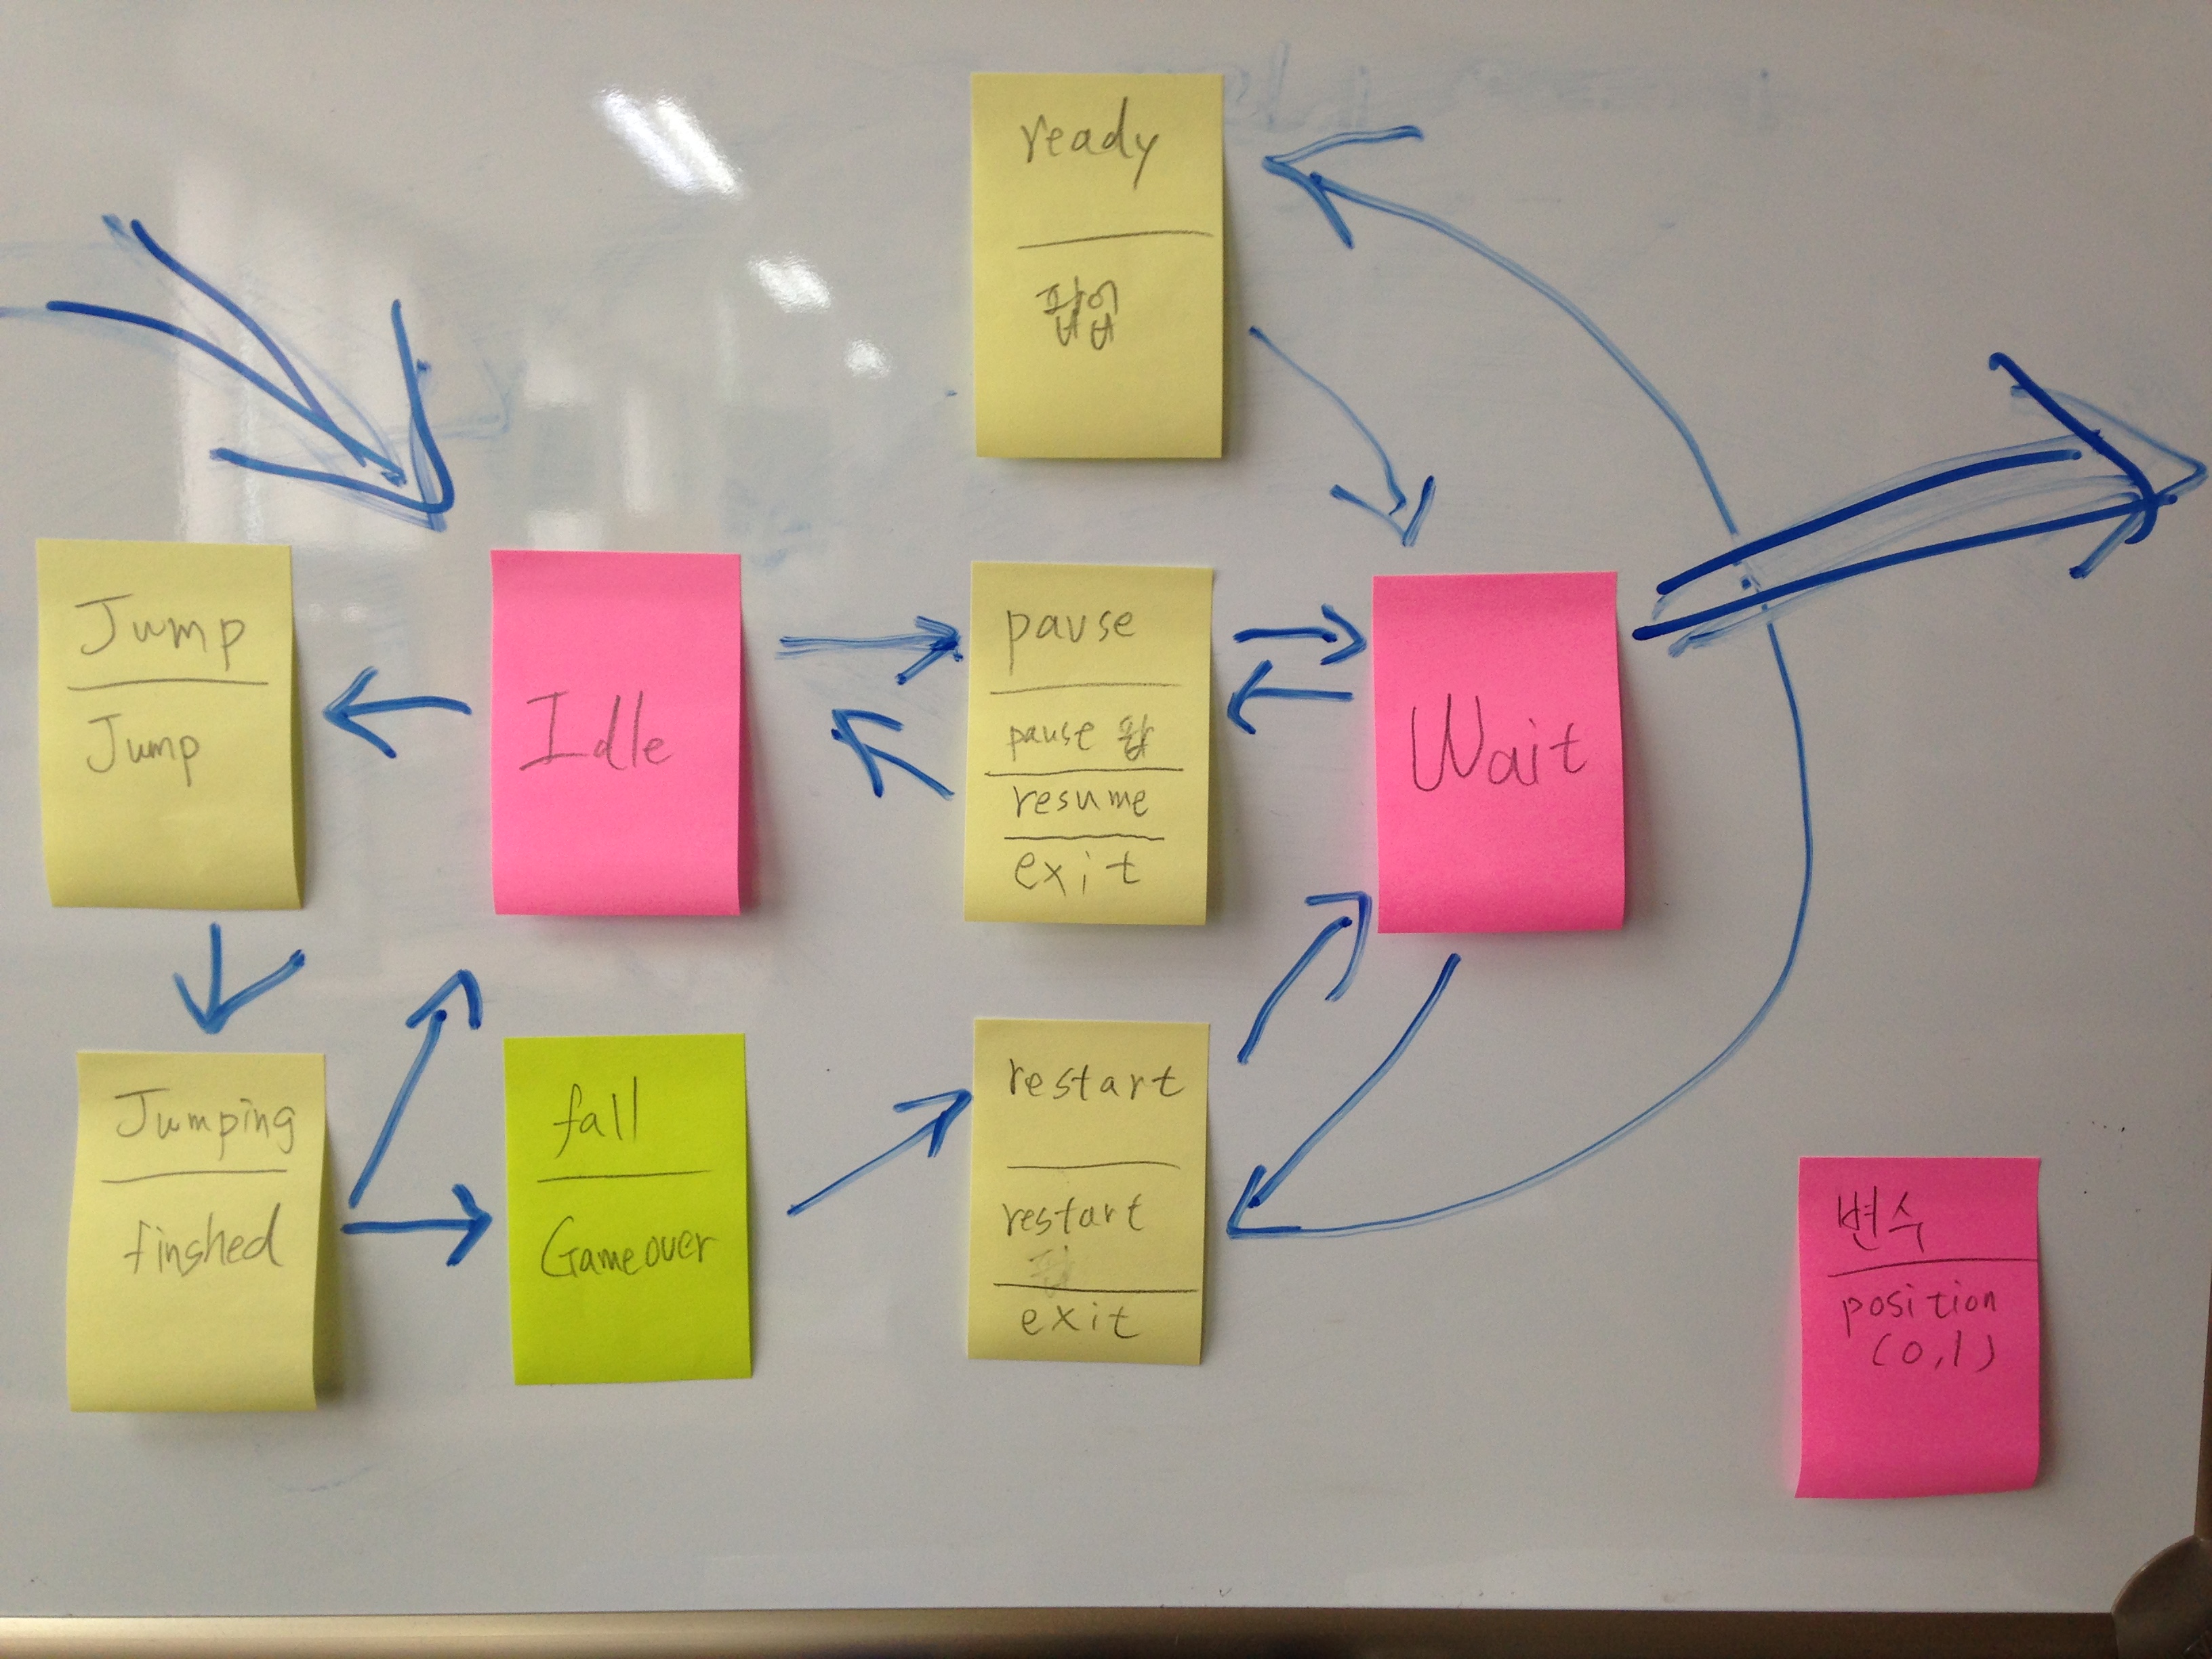 ready
팝업
Jump
Jump
Idle
pause
pause 팝
resume
exit
Wait
Jumping
finshed
fall
Gameover
restart
restart
팝
exit
변수
position
(0,1)